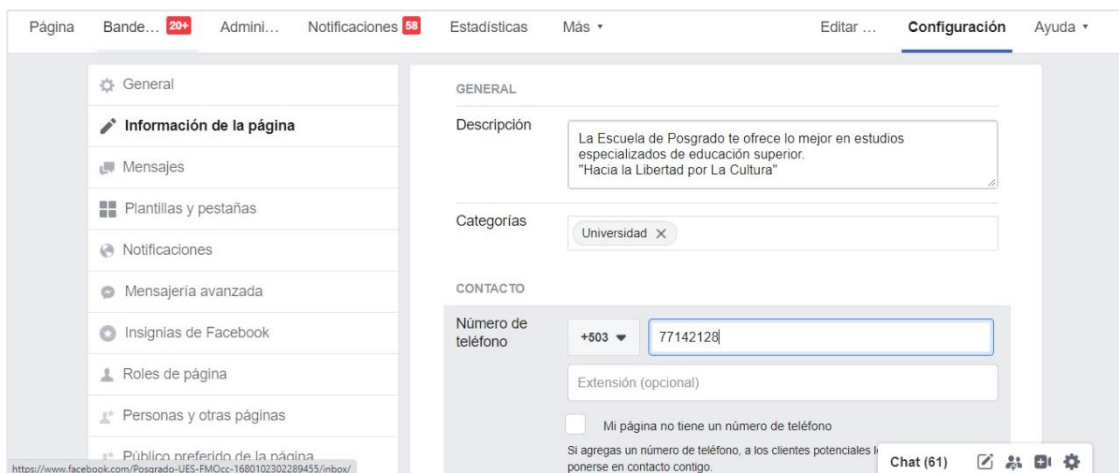 Página Bande... 20+ Admini... Notificaciones 58 Estadísticas Más Editar ... Configuración Ayuda
General
Información de la página
Mensajes
Plantillas y pestañas
Notificaciones
Mensajería avanzada
Insignias de Facebook
Roles de página
Personas y otras páginas
Público preferido de la página
https://www.facebook.com/Posgrado-UES-FMOcc-1680102302289455/inbox/
GENERAL
Descripción
La Escuela de Posgrado te ofrece lo mejor en estudios
especializados de educación superior.
"Hacia la Libertad por La Cultura"
Categorías
Universidad
CONTACTO
Número de
teléfono
+503 77142128
Extensión (opcional)
Mi página no tiene un número de teléfono
Si agregas un número de teléfono, a los clientes potenciales
ponerse en contacto contigo.
Chat (61)